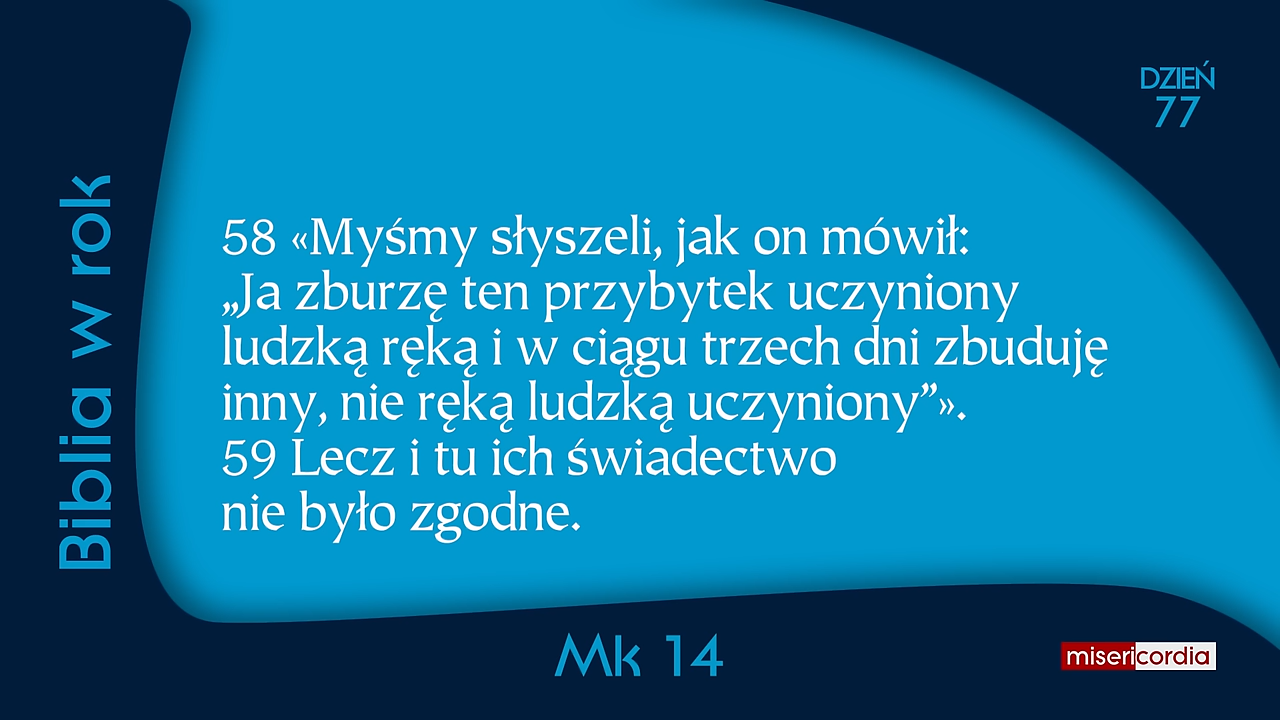 DZIEŃ
77
Biblia w rok
58 «Myśmy słyszeli, jak on mówił:
„Ja zburzę ten przybytek uczyniony
ludzką ręką i w ciągu trzech dni zbuduję
inny, nie ręką ludzką uczyniony”».
59 Lecz i tu ich świadectwo
nie było zgodne.
Mk 14
misericordia